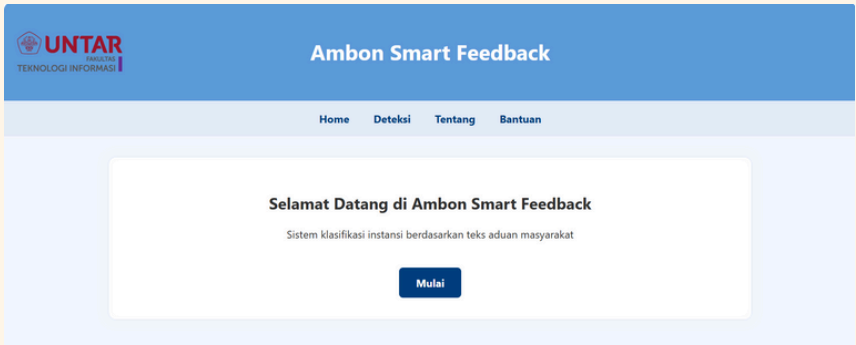 UNTAR
FAKULTAS
TEKNOLOGI INFORMASI
Ambon Smart Feedback
Home Deteksi Tentang Bantuan
Selamat Datang di Ambon Smart Feedback
Sistem klasifikasi instansi berdasarkan teks aduan masyarakat
Mulai